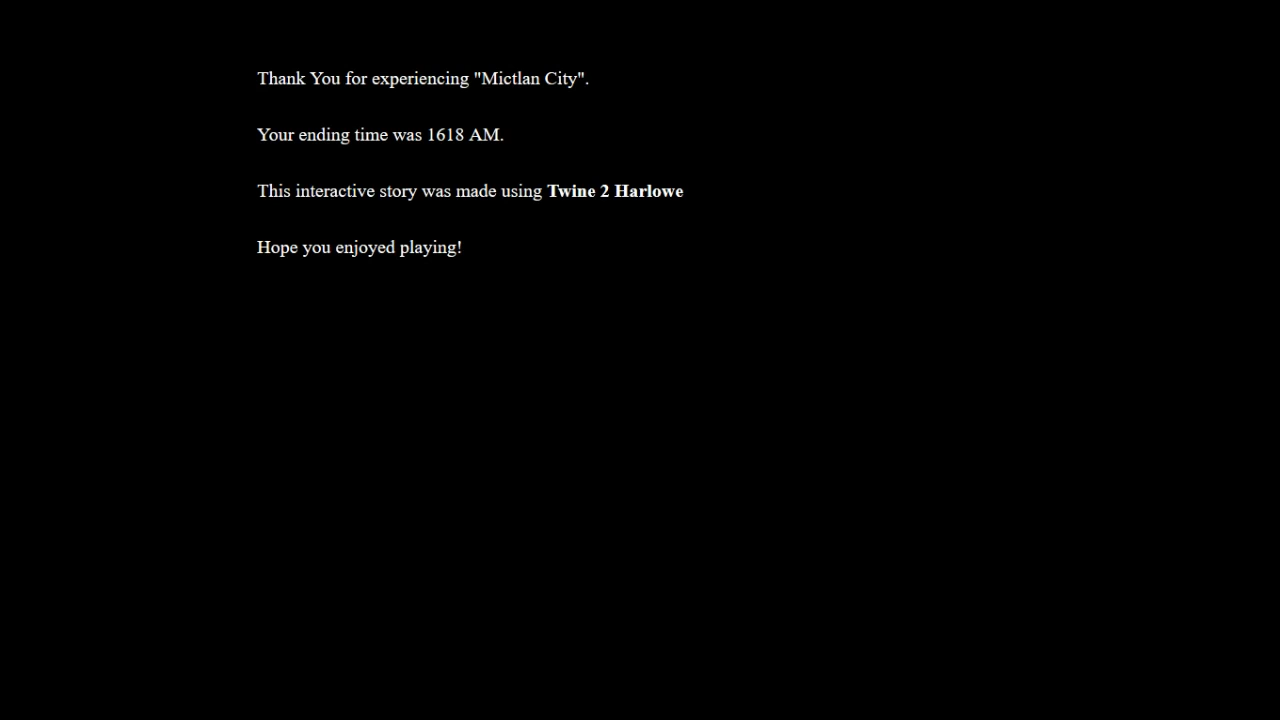 Thank You for experiencing "Mictlan City".
Your ending time was 1618 AM.
This interactive story was made using Twine 2 Harlowe
Hope you enjoyed playing!